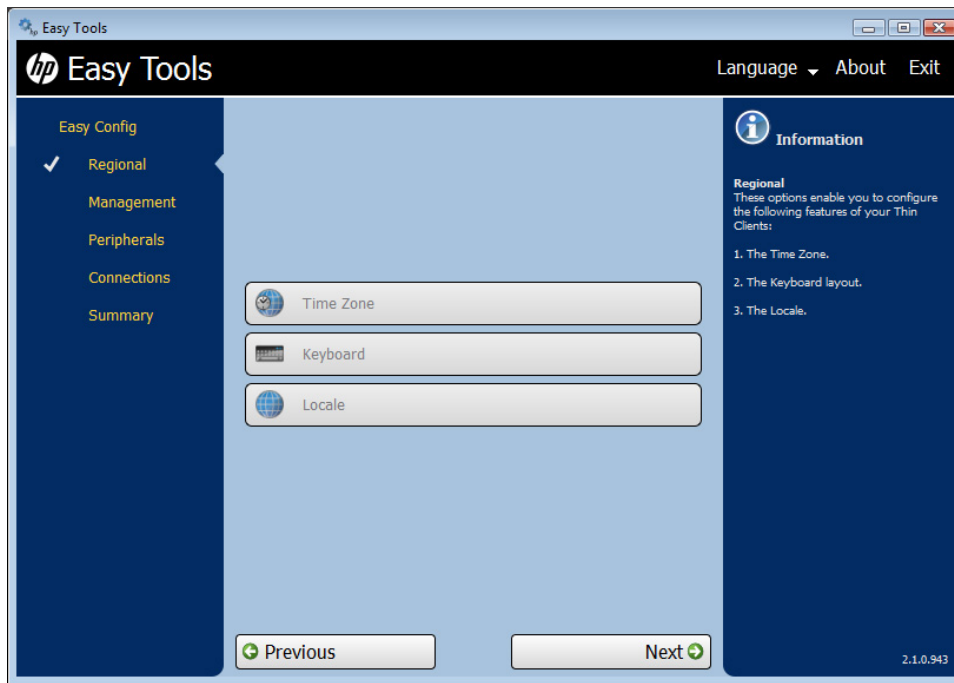 Easy Tools
hp Easy Tools
Language About Exit
Easy Config
Regional
Management
Peripherals
Connections
Summary
Time Zone
Keyboard
Locale
Previous
Next
Information
Regional
These options enable you to configure
the following features of your Thin
Clients:
1. The Time Zone.
2. The Keyboard layout.
3. The Locale.
2.1.0.943